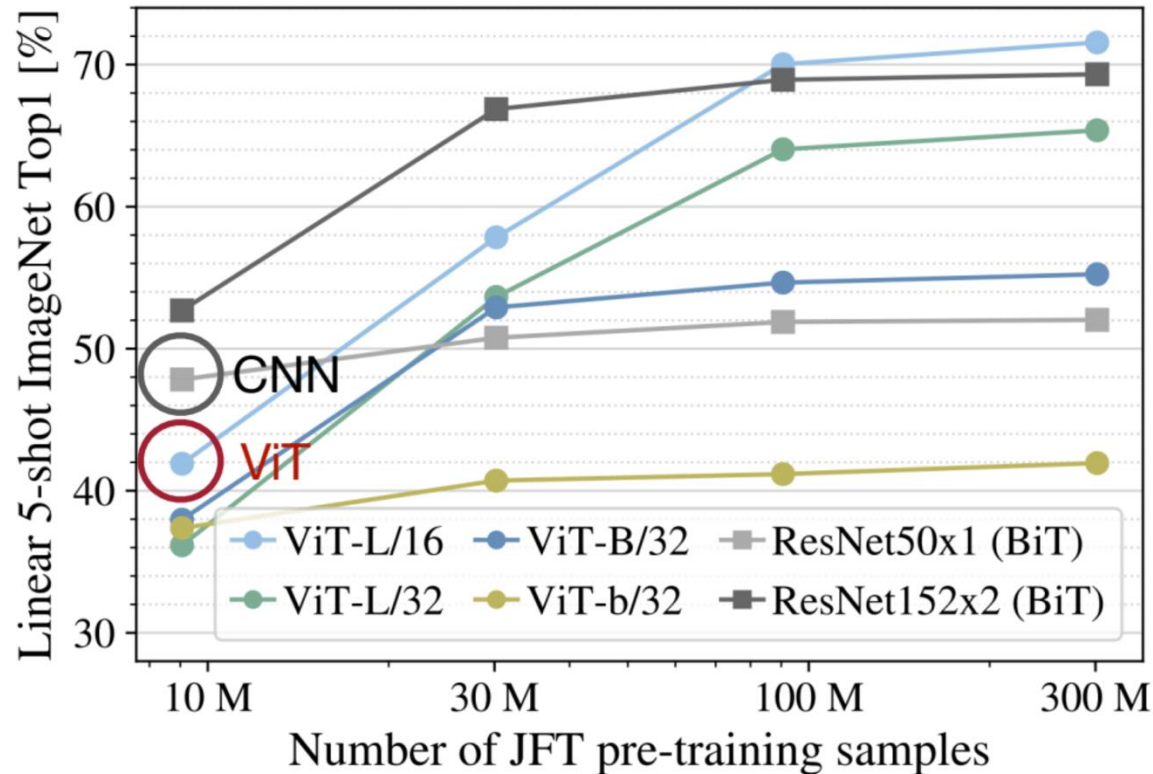 Linear 5-shot ImageNet Top1 [%]
70
60
50
40
30
CNN
ViT
ViT-L/16 ViT-B/32 ResNet50x1 (BiT)
ViT-L/32 ViT-b/32 ResNet152x2 (BiT)
10 M 30 M 100 M 300 M
Number of JFT pre-training samples